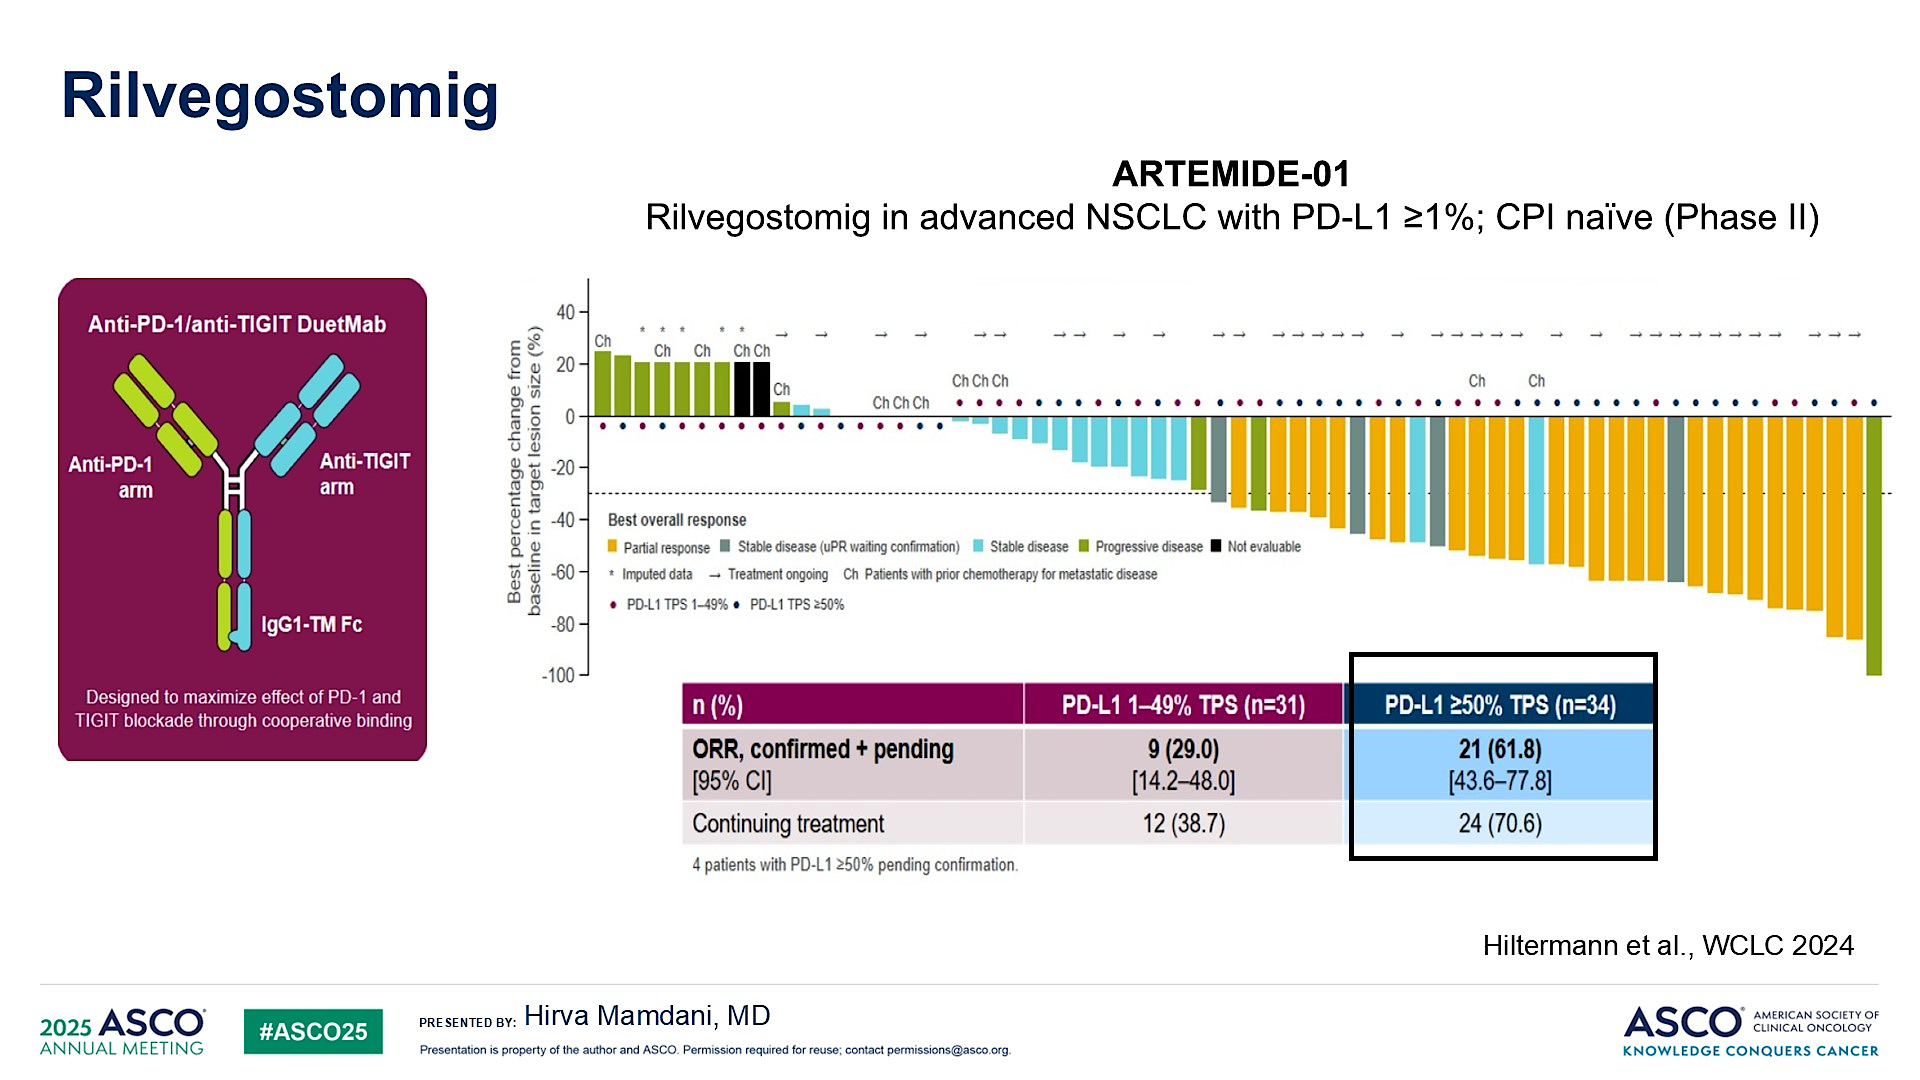 Rilvegostomig
ARTEMIDE-01
Rilvegostomig in advanced NSCLC with PD-L1 ≥1%; CPI naïve (Phase II)
Anti-PD-1/anti-TIGIT DuetMab
Anti-PD-1
arm
Anti-TIGIT
arm
IgG1-TM Fc
Designed to maximize effect of PD-1 and
TIGIT blockade through cooperative binding
Best percentage change from
baseline in target lesion size (%)
40
20
0
-20
-40
-60
-80
-100
Ch
* * * * *
Ch Ch Ch Ch
→ → → → → → → → → → → → → → → → → → → → → → → → → → → → → → → → → → →
Ch
Ch Ch Ch
Ch Ch Ch
Ch Ch
Best overall response
Partial response Stable disease (uPR waiting confirmation) Stable disease Progressive disease Not evaluable
* Imputed data → Treatment ongoing Ch Patients with prior chemotherapy for metastatic disease
• PD-L1 TPS 1–49% • PD-L1 TPS ≥50%
n (%) PD-L1 1–49% TPS (n=31) PD-L1 ≥50% TPS (n=34)
ORR, confirmed + pending 9 (29.0) 21 (61.8)
[95% CI] [14.2–48.0] [43.6–77.8]
Continuing treatment 12 (38.7) 24 (70.6)
4 patients with PD-L1 ≥50% pending confirmation.
Hiltermann et al., WCLC 2024
2025 ASCO
ANNUAL MEETING
#ASCO25
PRESENTED BY: Hirva Mamdani, MD
Presentation is property of the author and ASCO. Permission required for reuse; contact permissions@asco.org.
ASCO AMERICAN SOCIETY OF
CLINICAL ONCOLOGY
KNOWLEDGE CONQUERS CANCER